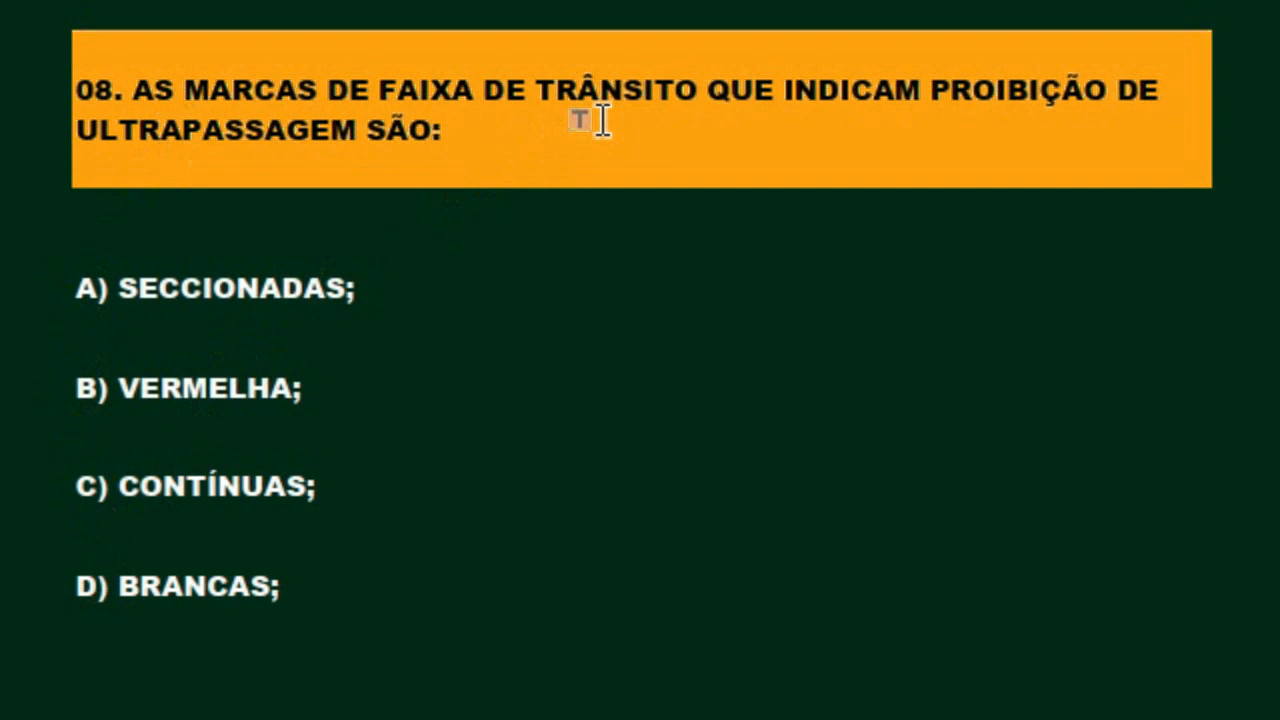 08. AS MARCAS DE FAIXA DE TRÂNSITO QUE INDICAM PROIBIÇÃO DE
ULTRAPASSAGEM SÃO:
T
A) SECCIONADAS;
B) VERMELHA;
C) CONTÍNUAS;
D) BRANCAS;